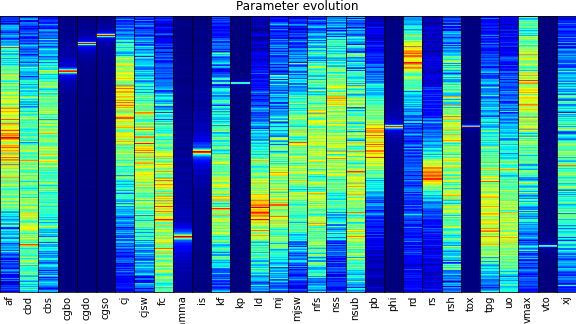 Parameter evolution
af
cbd
cbs
cgbo
cgdo
cgso
cj
cjsw
fc
mma
is
kf
kp
ld
mj
mjsw
nfs
nss
nsub
pb
phi
rd
rs
rsh
tox
tpg
uo
vmax
vto
xj